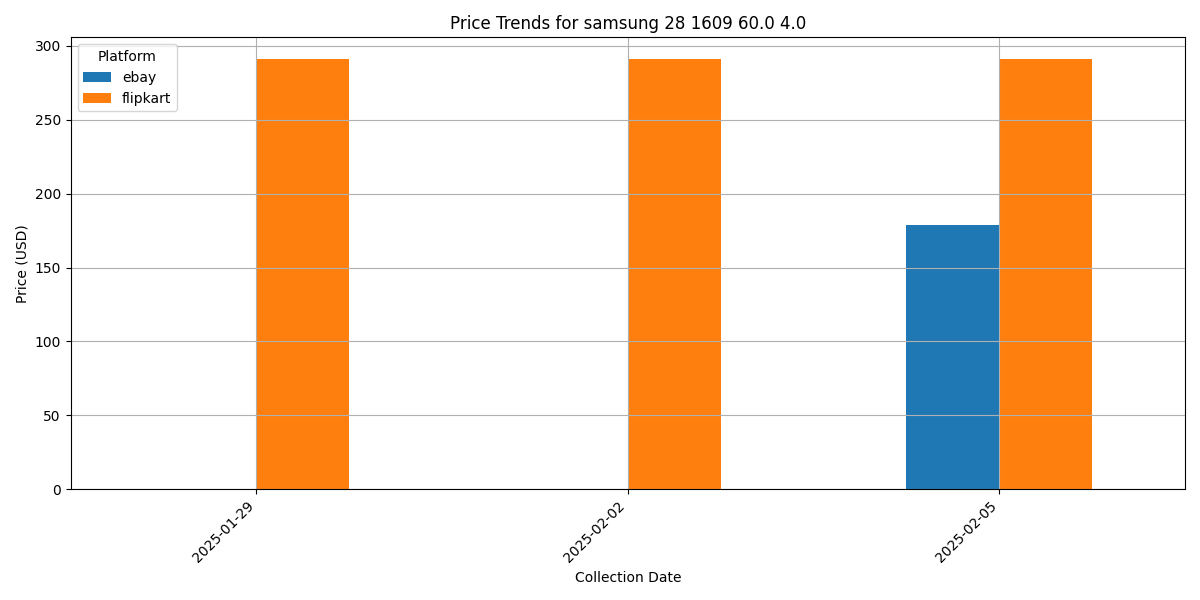 Price Trends for samsung 28 1609 60.0 4.0
Platform
ebay
flipkart
Price (USD)
300
250
200
150
100
50
0
2025-01-29
2025-02-02
2025-02-05
Collection Date